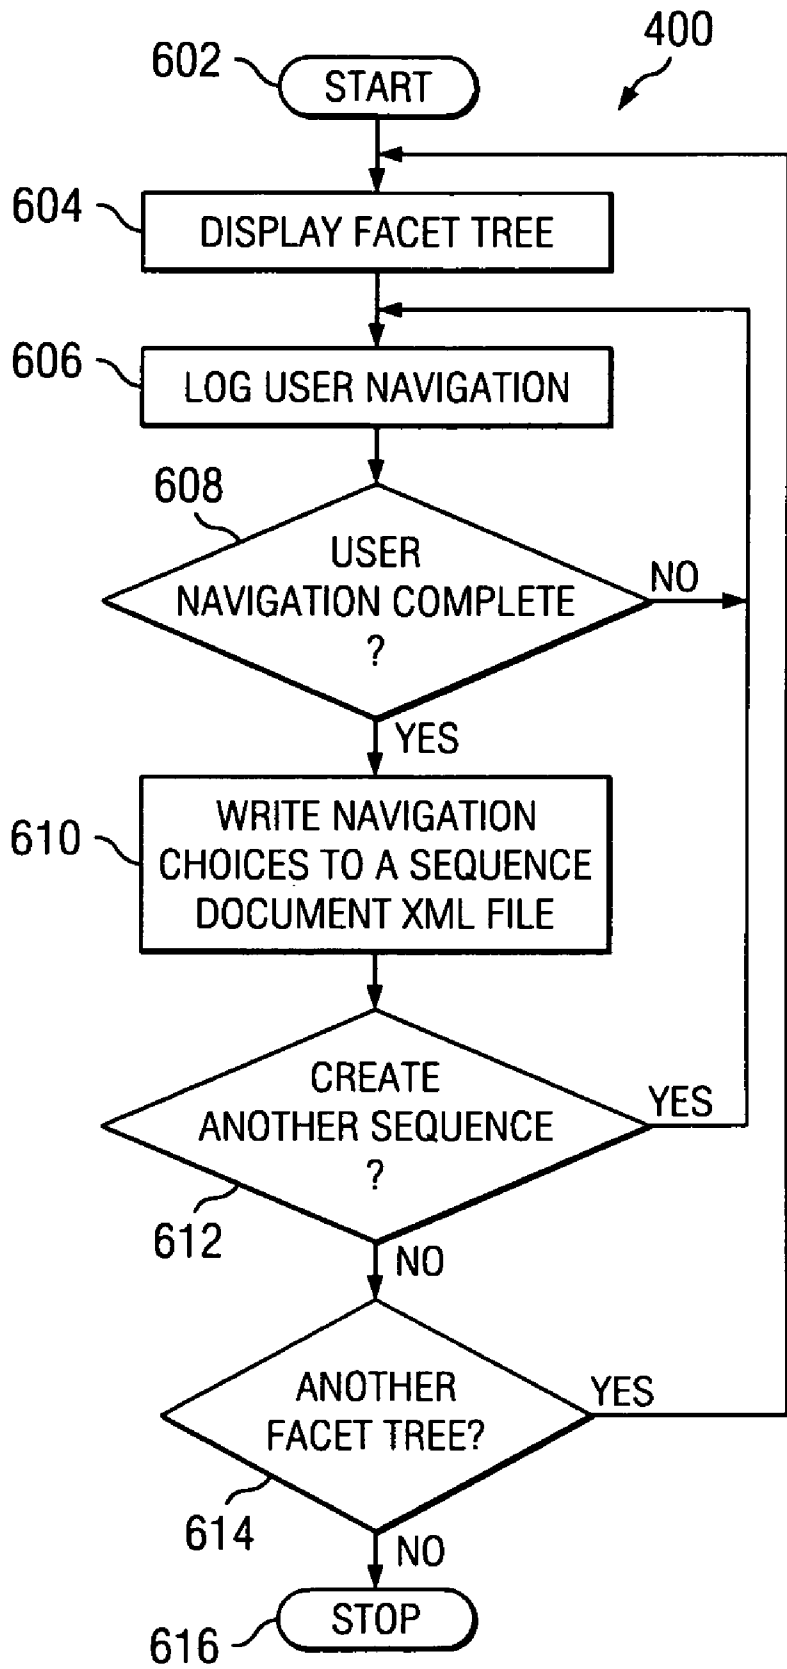 400
602
START
604
DISPLAY FACET TREE
606
LOG USER NAVIGATION
608
USER
NAVIGATION COMPLETE
?
NO
YES
610
WRITE NAVIGATION
CHOICES TO A SEQUENCE
DOCUMENT XML FILE
CREATE
ANOTHER SEQUENCE
?
YES
612
NO
ANOTHER
FACET TREE?
YES
614
NO
STOP
616